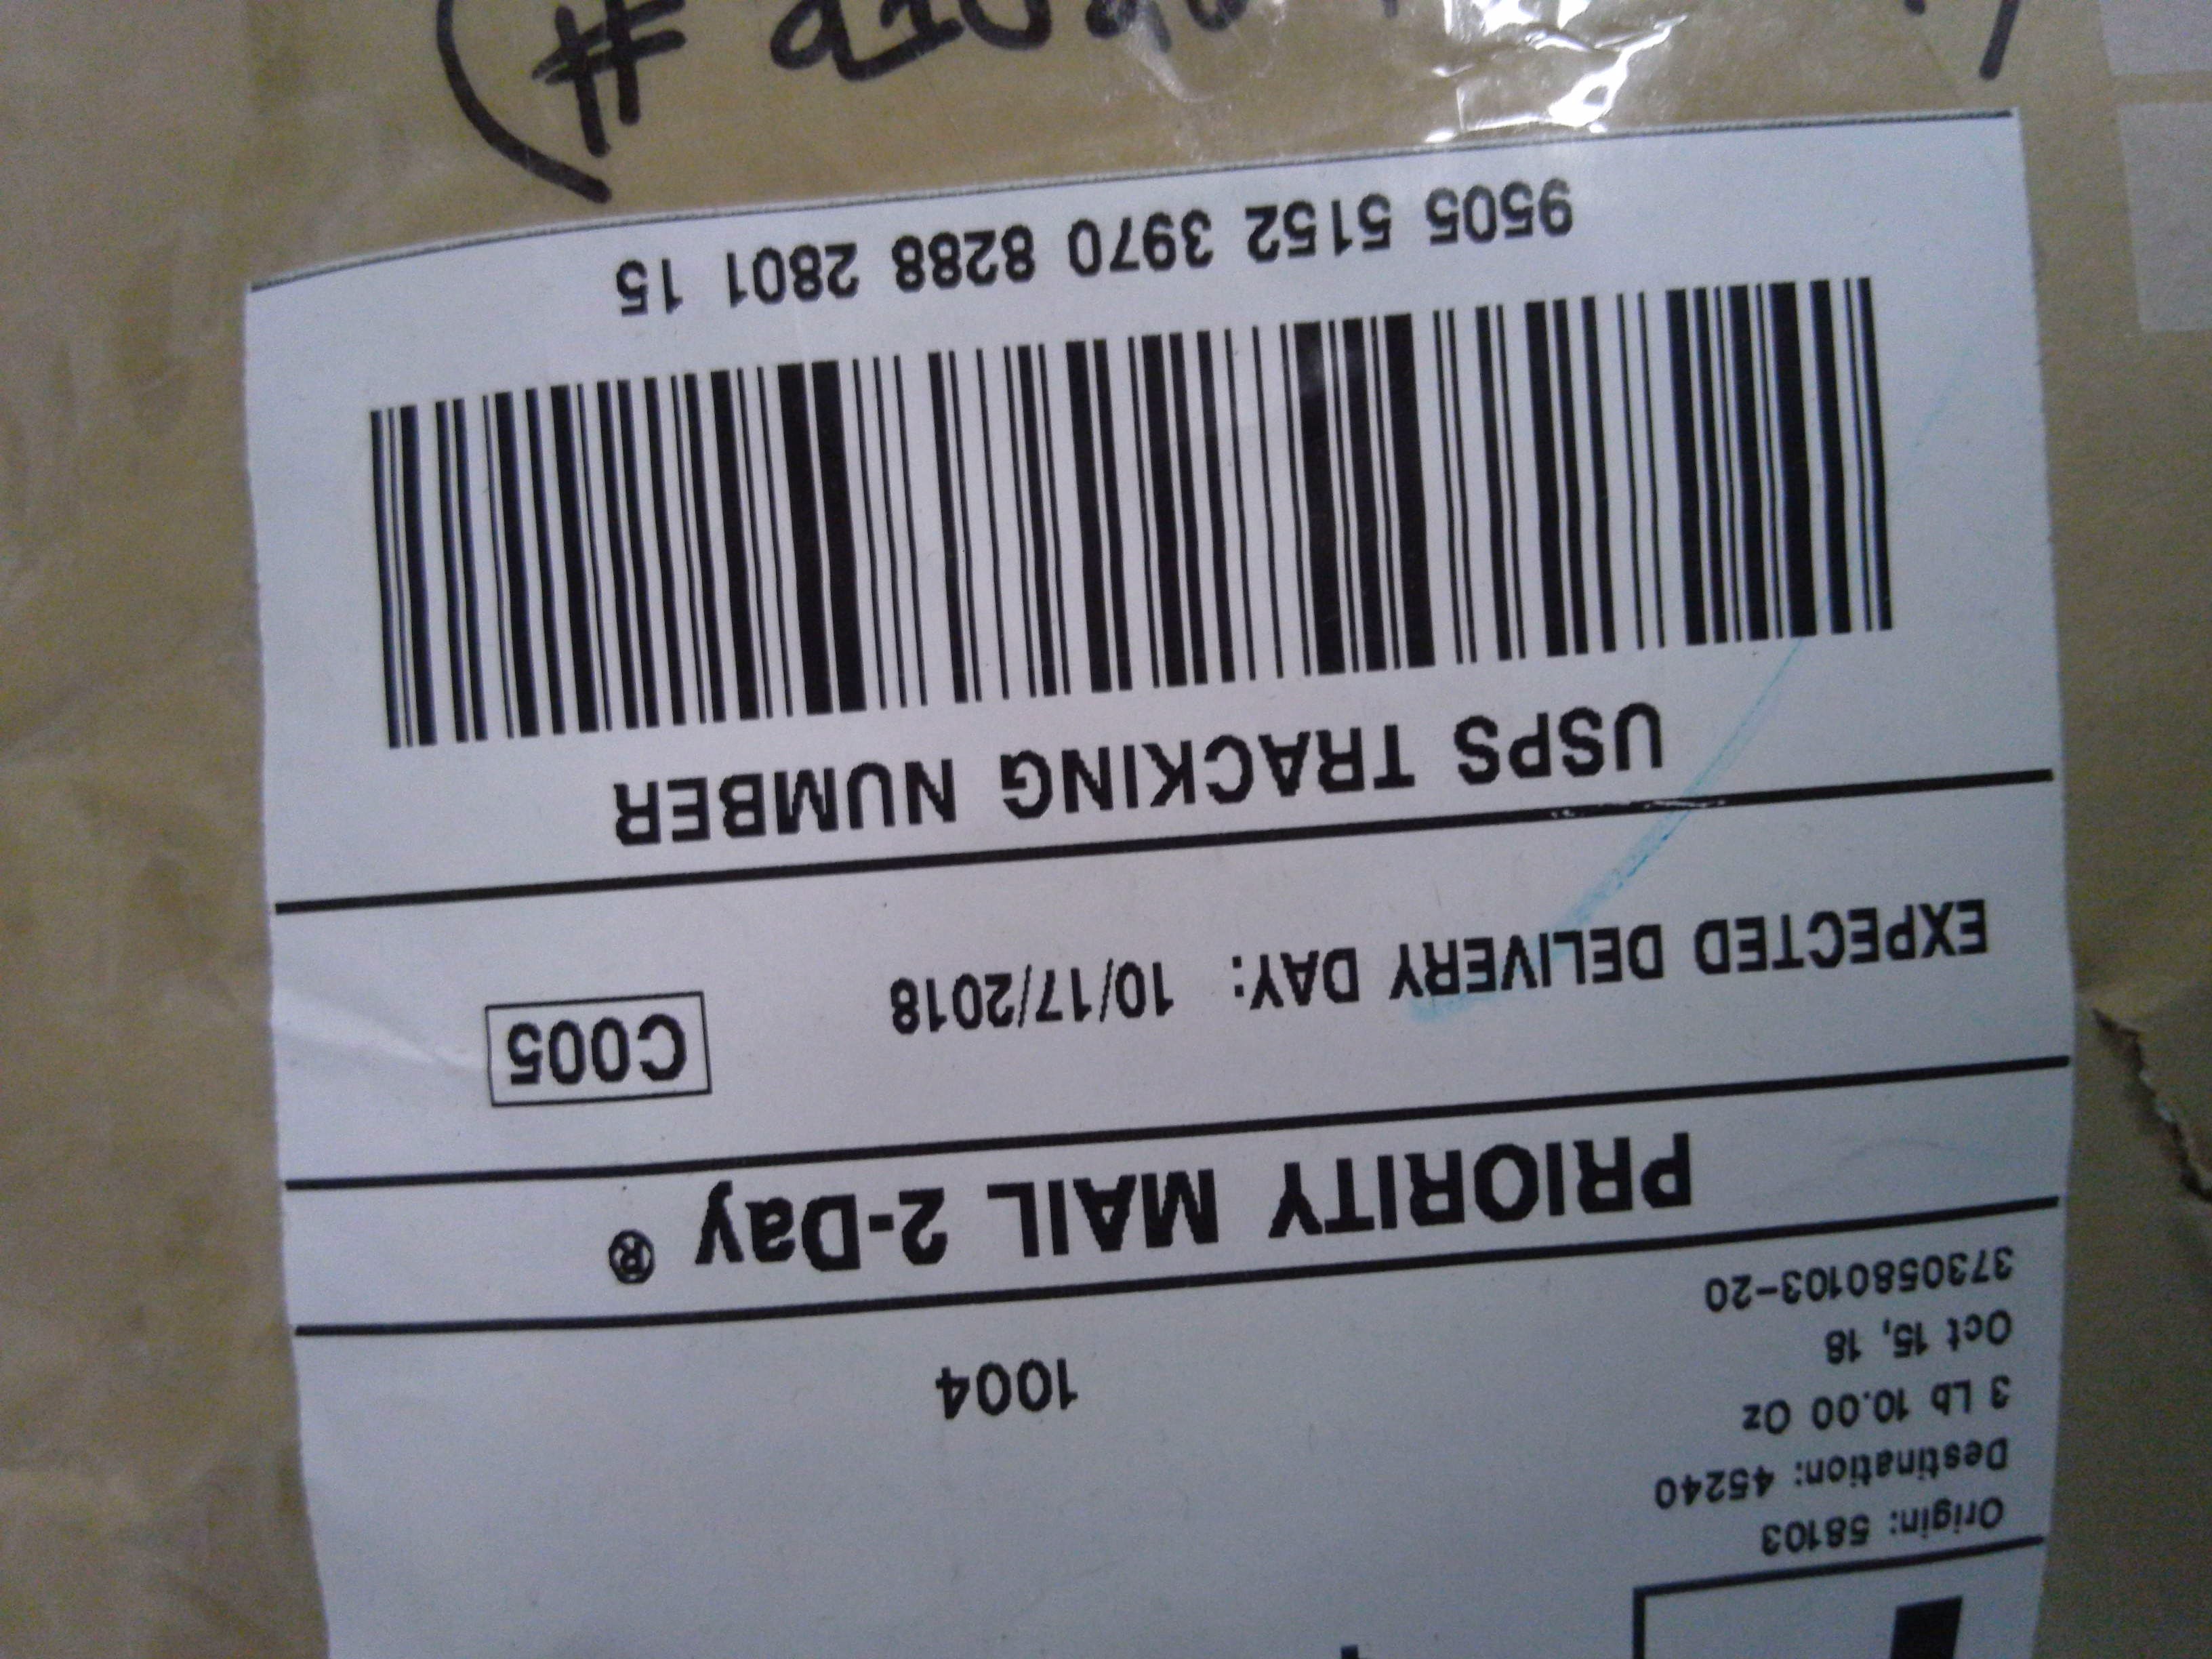 Origin: 58103
Destination: 45240
3 Lb 10.00 Oz
Oct 15, 18
3730580103-20
1004
PRIORITY MAIL 2-Day ®
EXPECTED DELIVERY DAY: 10/17/2018
C005
USPS TRACKING NUMBER
9505 5152 3970 8288 2801 15